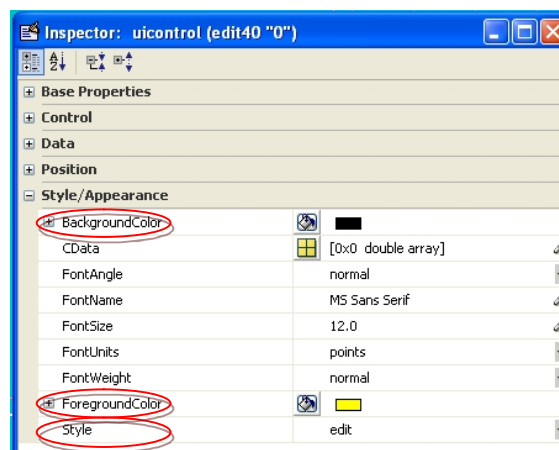 Inspector: uicontrol (edit40 "0")
Base Properties
Control
Data
Position
Style/Appearance
BackgroundColor
CData [0x0 double array]
FontAngle normal
FontName MS Sans Serif
FontSize 12.0
FontUnits points
FontWeight normal
ForegroundColor
Style edit